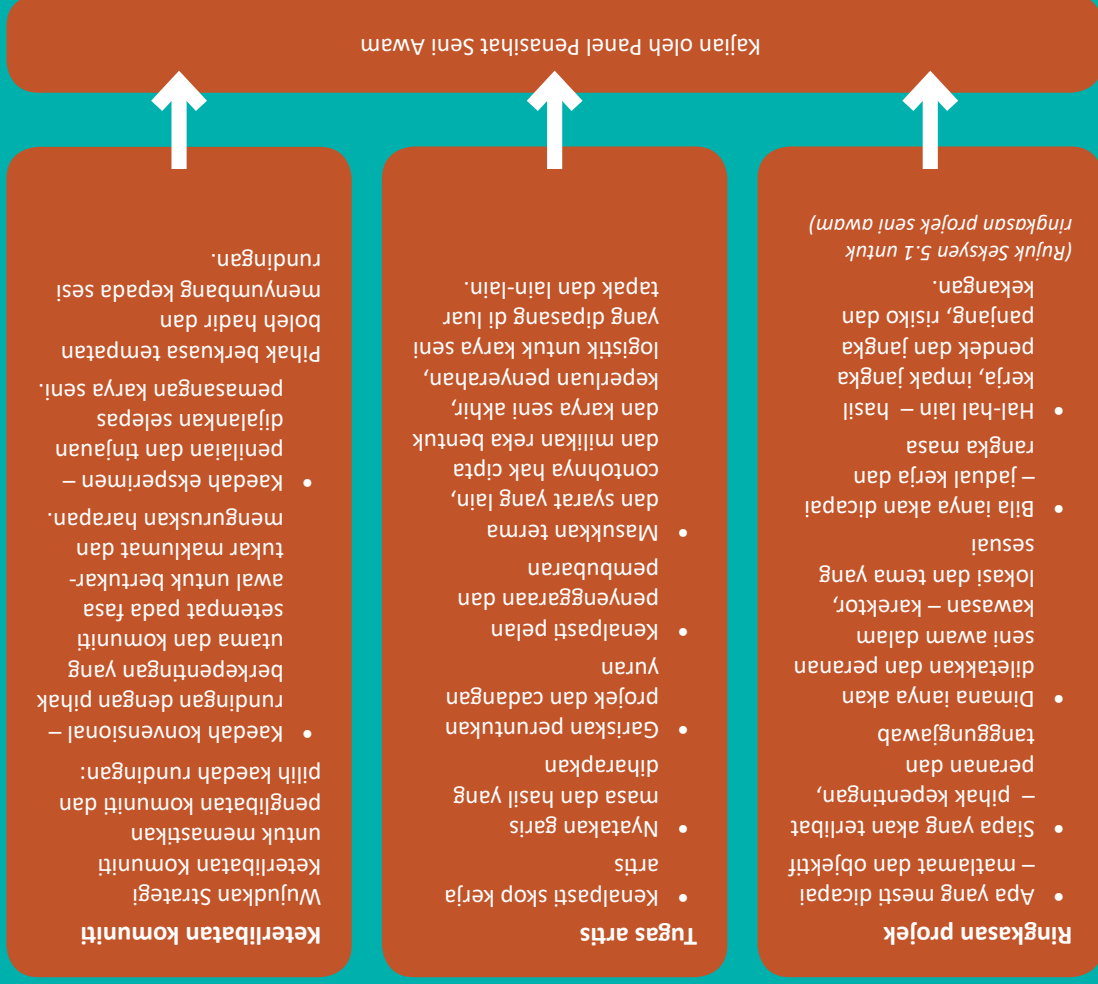 Ringkasan projek
• Apa yang mesti dicapai
– matlamat dan objektif
• Siapa yang akan terlibat
– pihak kepentingan,
peranan dan
tanggungjawab
• Dimana ianya akan
diletakkan dan peranan
seni awam dalam
kawasan – karektor,
lokasi dan tema yang
sesuai
• Bila ianya akan dicapai
– jadual kerja dan
rangka masa
• Hal-hal lain – hasil
kerja, impak jangka
pendek dan jangka
panjang, risiko dan
kekangan.
(Rujuk Seksyen 5.1 untuk
ringkasan projek seni awam)
Tugas artis
• Kenalpasti skop kerja
artis
• Nyatakan garis
masa dan hasil yang
diharapkan
• Gariskan peruntukan
projek dan cadangan
yuran
• Kenalpasti pelan
penyenggaraan dan
pembubaran
• Masukkan terma
dan syarat yang lain,
contohnya hak cipta
dan milikan reka bentuk
dan karya seni akhir,
keperluan penyerahan,
logistik untuk karya seni
yang dipasang di luar
tapak dan lain-lain.
Keterlibatan komuniti
Wujudkan Strategi
Keterlibatan Komuniti
untuk memastikan
penglibatan komuniti dan
pilih kaedah rundingan:
• Kaedah konvensional –
rundingan dengan pihak
berkepentingan yang
utama dan komuniti
setempat pada fasa
awal untuk bertukar-
tukar maklumat dan
menguruskan harapan.
• Kaedah eksperimen –
penilaian dan tinjauan
dijalankan selepas
pemasangan karya seni.
Pihak berkuasa tempatan
boleh hadir dan
menyumbang kepada sesi
rundingan.
Kajian oleh Panel Penasihat Seni Awam